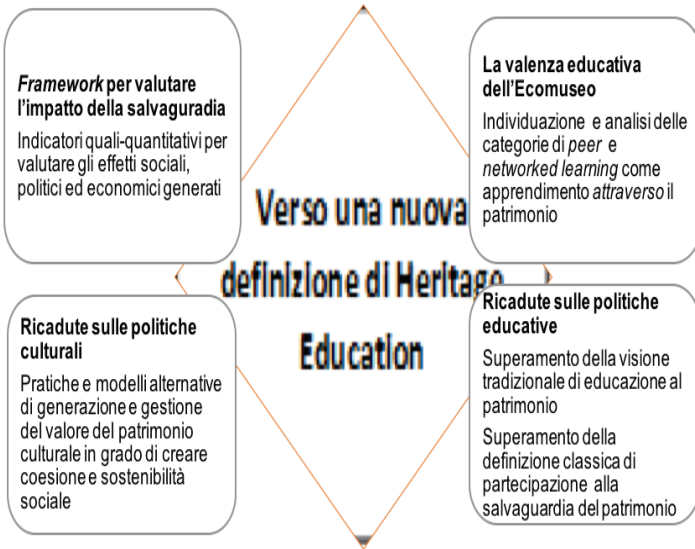 Framework per valutare
l'impatto della salvaguradia
Indicatori quali-quantitativi per
valutare gli effetti sociali,
politici ed economici generati
La valenza educativa
dell'Ecomuseo
Individuazione e analisi delle
categorie di peer e
networked learning come
apprendimento attraverso il
patrimonio
Verso una nuova
definizione di Heritage
Education
Ricadute sulle politiche
culturali
Pratiche e modelli alternative
di generazione e gestione
del valore del patrimonio
culturale in grado di creare
coesione e sostenibilità
sociale
Ricadute sulle politiche
educative
Superamento della visione
tradizionale di educazione al
patrimonio
Superamento della
definizione classica di
partecipazione alla
salvaguardia del patrimonio